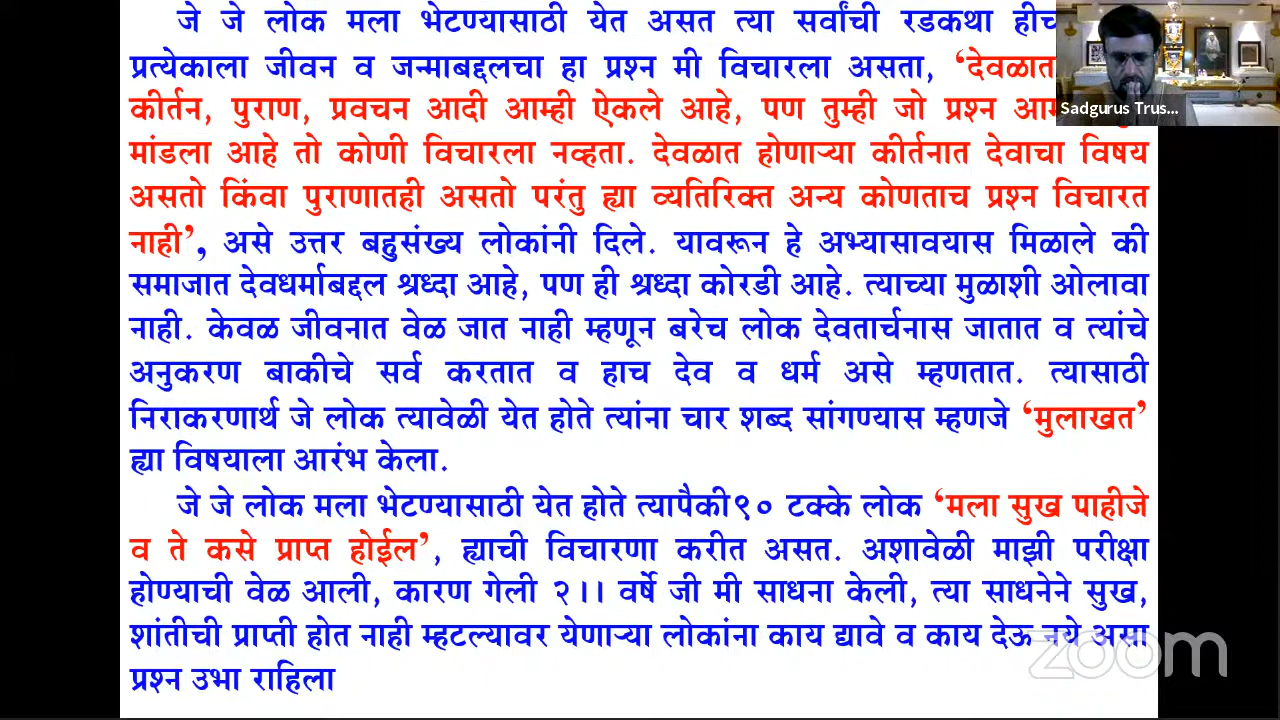 जे जे लोक मला भेटण्यासाठी येत असत त्या सर्वांची रडकथा हीच
प्रत्येकाला जीवन व जन्माबद्दलचा हा प्रश्न मी विचारला असता, ‘देवळात
कीर्तन, पुराण, प्रवचन आदी आम्ही ऐकले आहे, पण तुम्ही जो प्रश्न
मांडला आहे तो कोणी विचारला नव्हता. देवळात होणाऱ्या कीर्तनात देवाचा विषय
असतो किंवा पुराणातही असतो परंतु ह्या व्यतिरिक्त अन्य कोणताच प्रश्न विचारत
नाही’, असे उत्तर बहुसंख्य लोकांनी दिले. यावरून हे अभ्यासावयास मिळाले की
समाजात देवधर्माबद्दल श्रध्दा आहे, पण ही श्रध्दा कोरडी आहे. त्याच्या मुळाशी ओलावा
नाही. केवळ जीवनात वेळ जात नाही म्हणून बरेच लोक देवतार्चनास जातात व त्यांचे
अनुकरण बाकीचे सर्व करतात व हाच देव व धर्म असे म्हणतात. त्यासाठी
निराकरणार्थ जे लोक त्यावेळी येत होते त्यांना चार शब्द सांगण्यास म्हणजे ‘मुलाखत’
ह्या विषयाला आरंभ केला.
जे जे लोक मला भेटण्यासाठी येत होते त्यापैकी९० टक्के लोक ‘मला सुख पाहीजे
व ते कसे प्राप्त होईल’, ह्याची विचारणा करीत असत. अशावेळी माझी परीक्षा
होण्याची वेळ आली, कारण गेली २।। वर्षे जी मी साधना केली, त्या साधनेने सुख,
शांतीची प्राप्ती होत नाही म्हटल्यावर येणाऱ्या लोकांना काय द्यावे व काय देऊ नये असा
प्रश्न उभा राहिला
Sadgurus Trus...
zoom